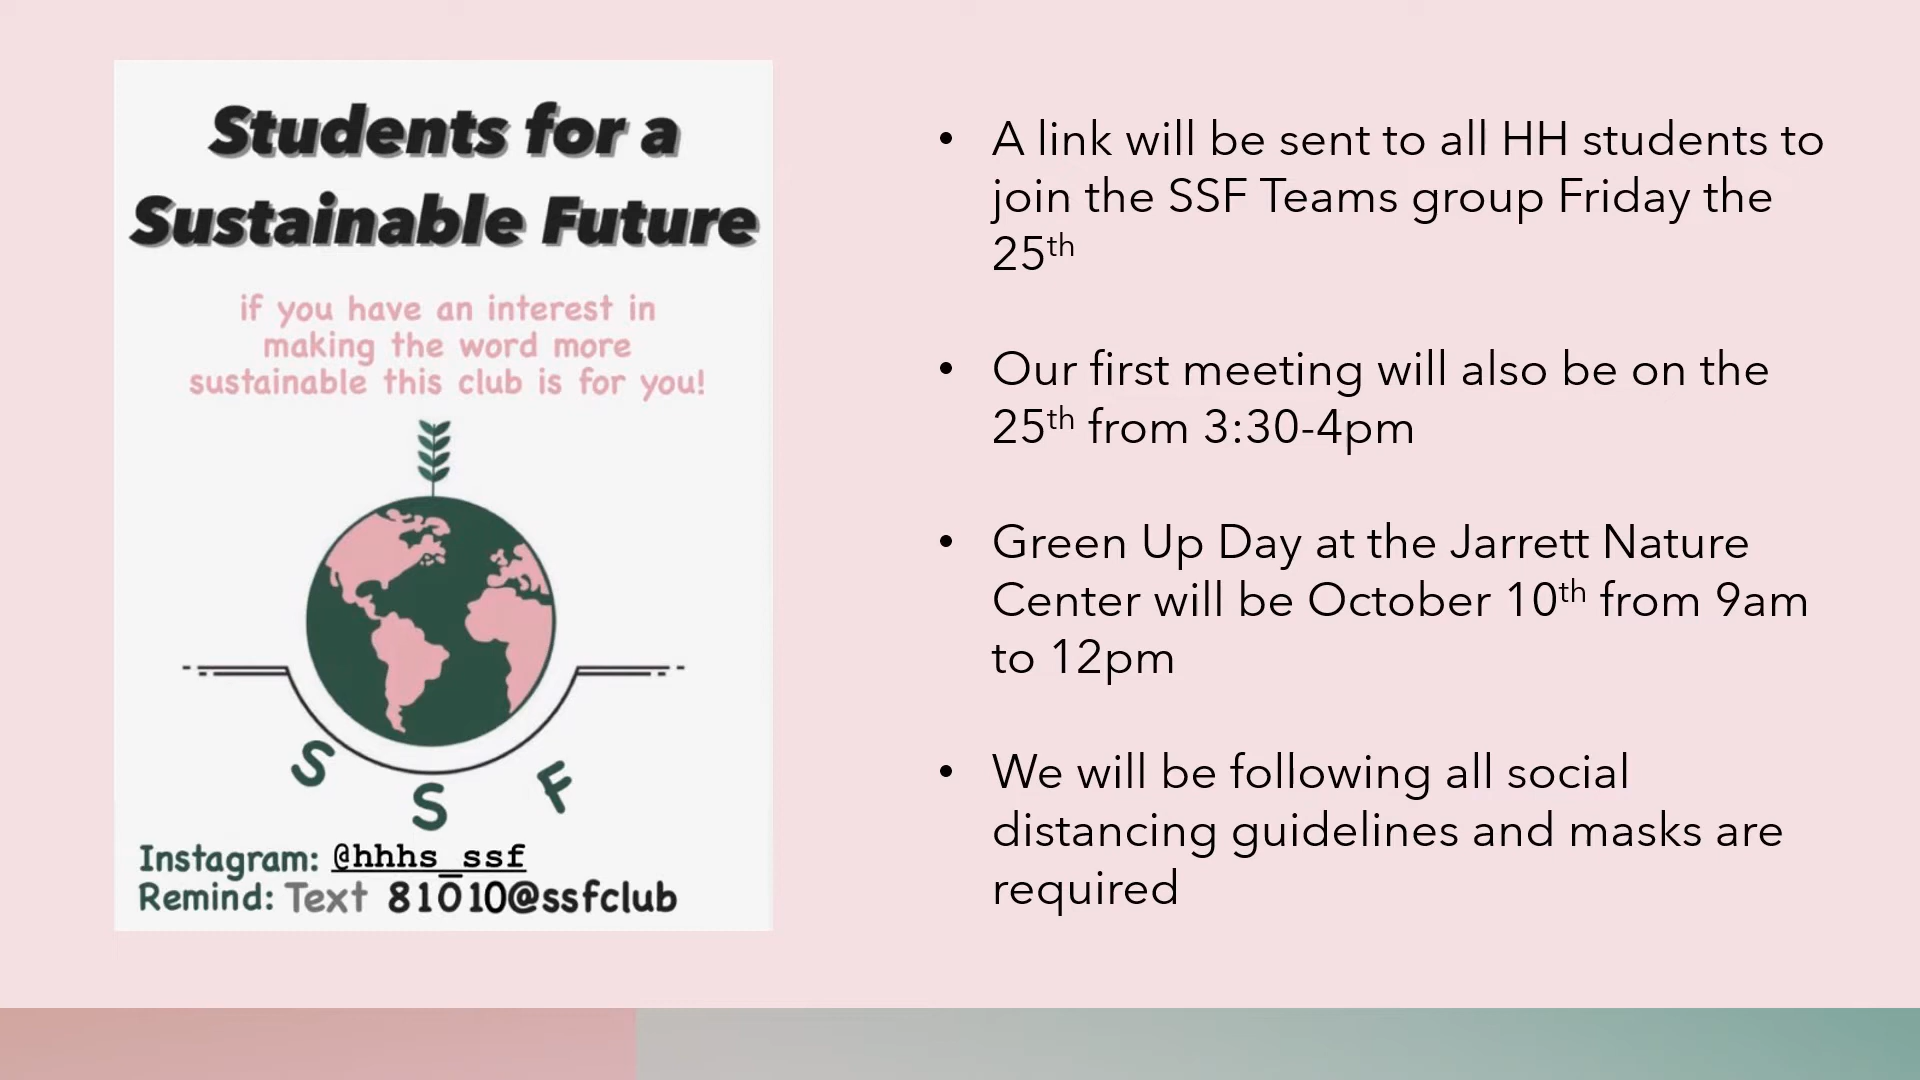 Students for a
Sustainable Future
if you have an interest in
making the word more
sustainable this club is for you!
S
S
F
Instagram: @hhhs_ssf
Remind: Text 81010@ssfclub
• A link will be sent to all HH students to
join the SSF Teams group Friday the
25th
• Our first meeting will also be on the
25th from 3:30-4pm
• Green Up Day at the Jarrett Nature
Center will be October 10th from 9am
to 12pm
• We will be following all social
distancing guidelines and masks are
required